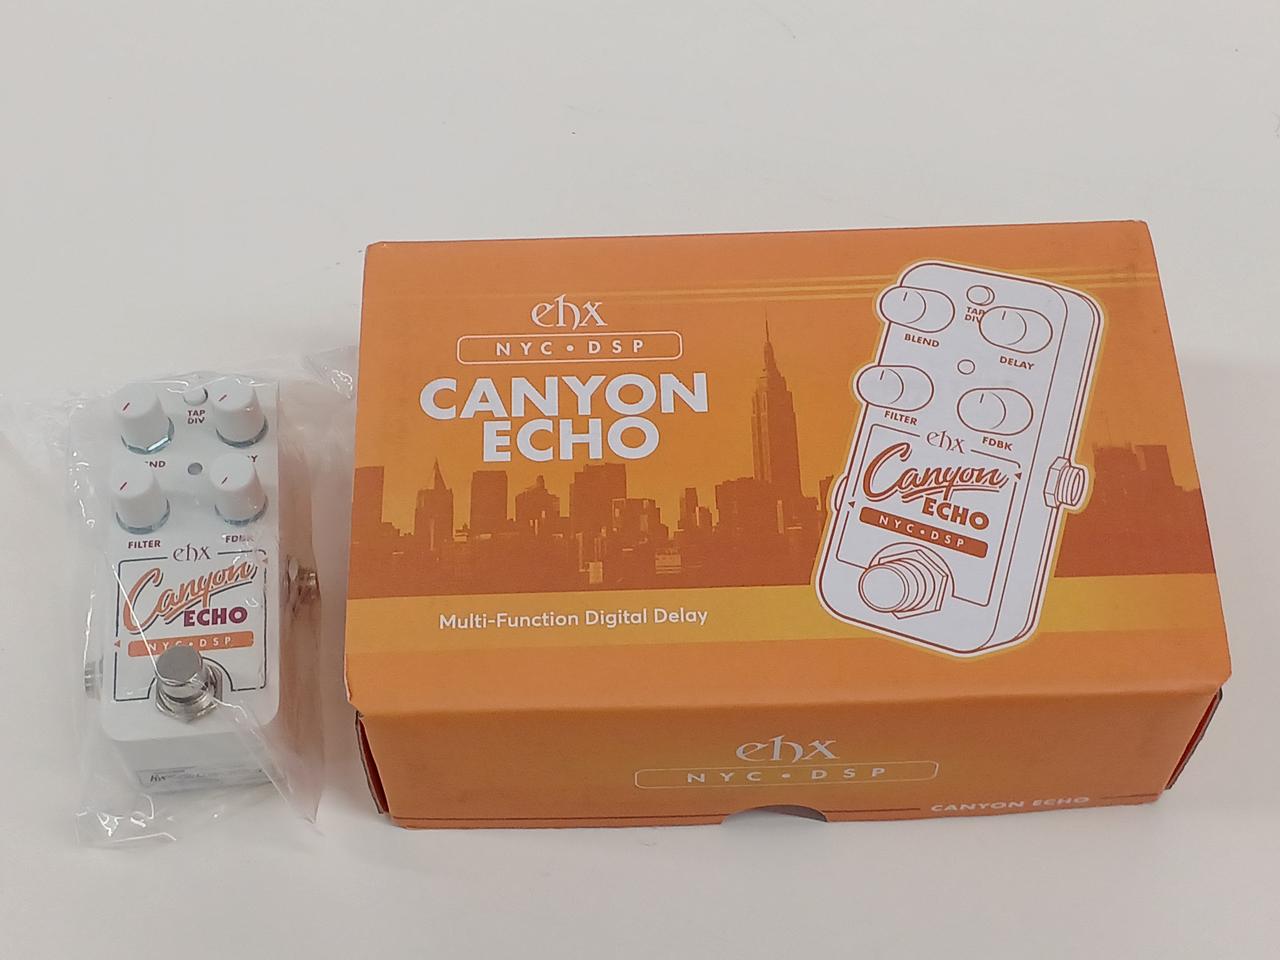 TAP
DIV
FILTER
FDBK
ehx
Canyon
ECHO
NYC•DSP
ehx
NYC•DSP
CANYON
ECHO
Multi-Function Digital Delay
TAP
DIV
BLEND
DELAY
FILTER
FDBK
ehx
Canyon
ECHO
NYC•DSP
ehx
NYC•DSP
CANYON ECHO